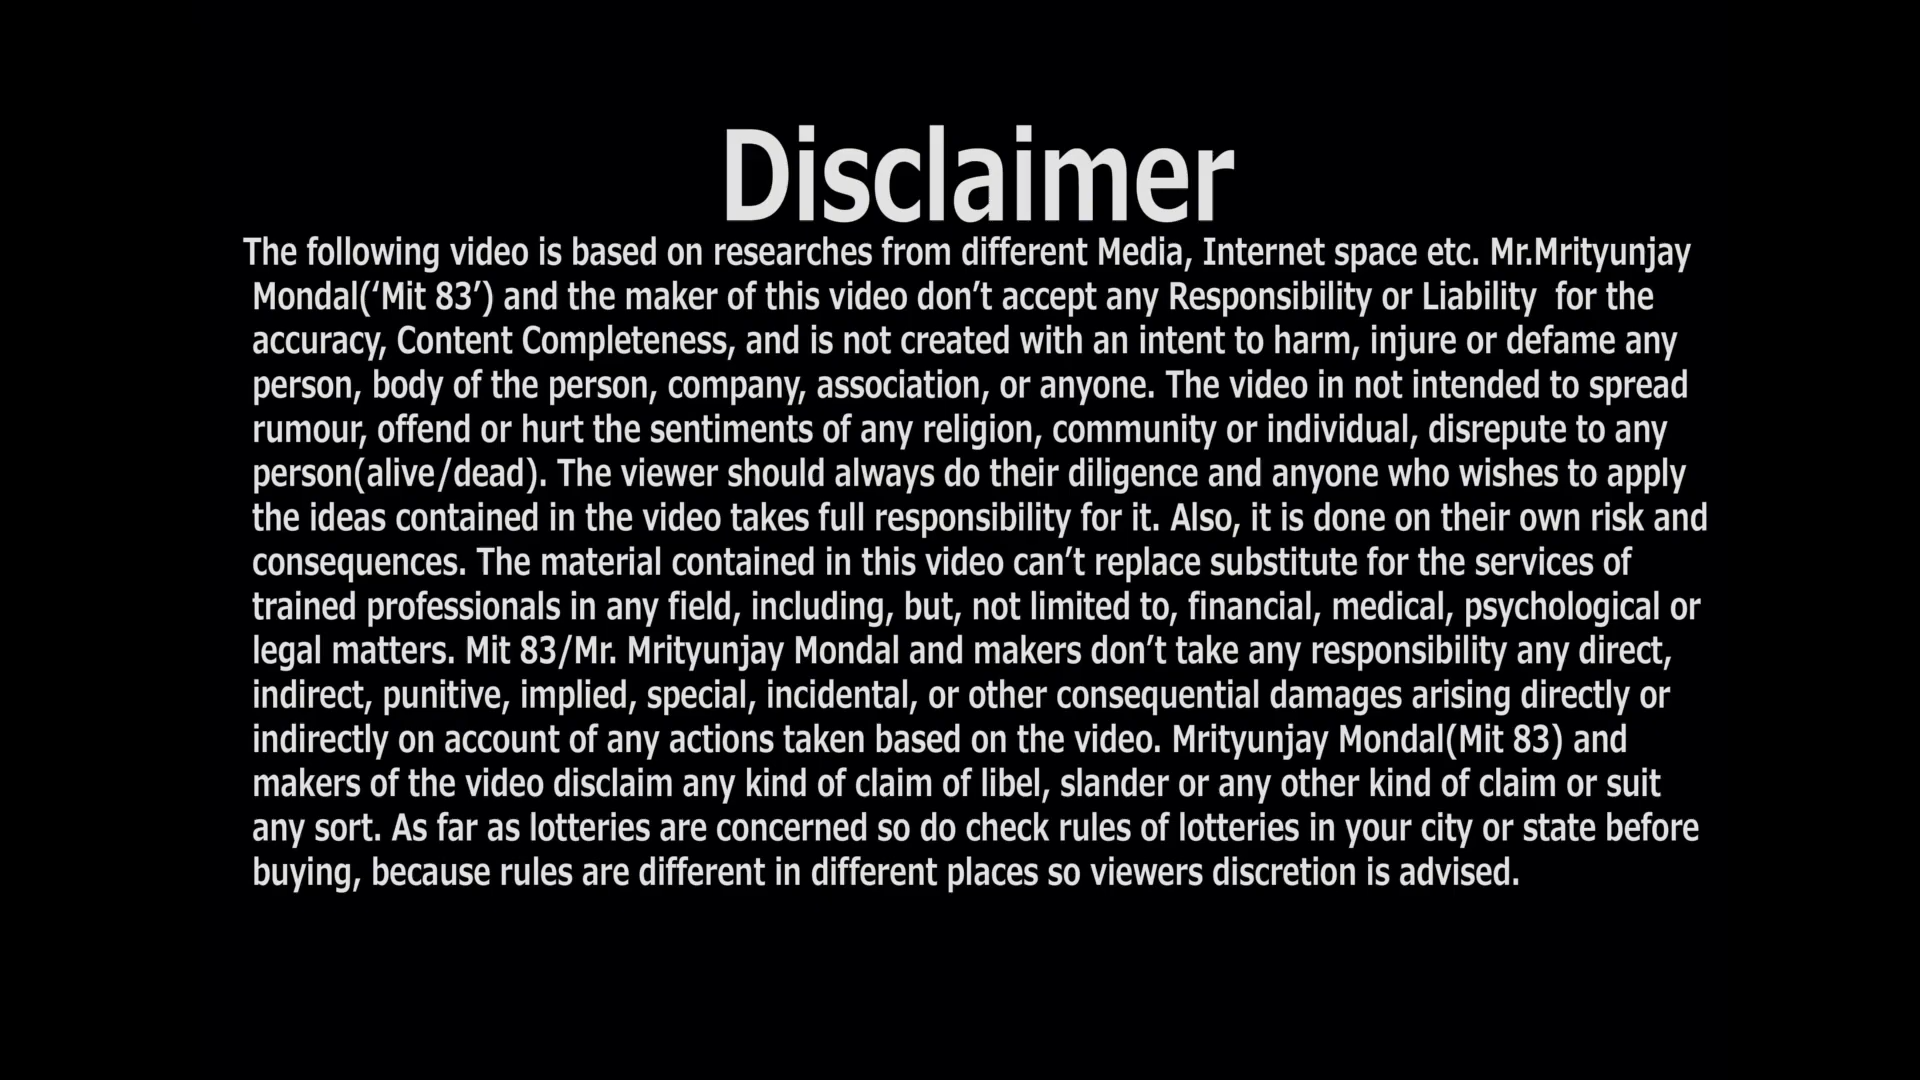 Disclaimer
The following video is based on researches from different Media, Internet space etc. Mr.Mrityunjay
Mondal(‘Mit 83’) and the maker of this video don’t accept any Responsibility or Liability  for the
accuracy, Content Completeness, and is not created with an intent to harm, injure or defame any
person, body of the person, company, association, or anyone. The video in not intended to spread
rumour, offend or hurt the sentiments of any religion, community or individual, disrepute to any
person(alive/dead). The viewer should always do their diligence and anyone who wishes to apply
the ideas contained in the video takes full responsibility for it. Also, it is done on their own risk and
consequences. The material contained in this video can’t replace substitute for the services of
trained professionals in any field, including, but, not limited to, financial, medical, psychological or
legal matters. Mit 83/Mr. Mrityunjay Mondal and makers don’t take any responsibility any direct,
indirect, punitive, implied, special, incidental, or other consequential damages arising directly or
indirectly on account of any actions taken based on the video. Mrityunjay Mondal(Mit 83) and
makers of the video disclaim any kind of claim of libel, slander or any other kind of claim or suit
any sort. As far as lotteries are concerned so do check rules of lotteries in your city or state before
buying, because rules are different in different places so viewers discretion is advised.